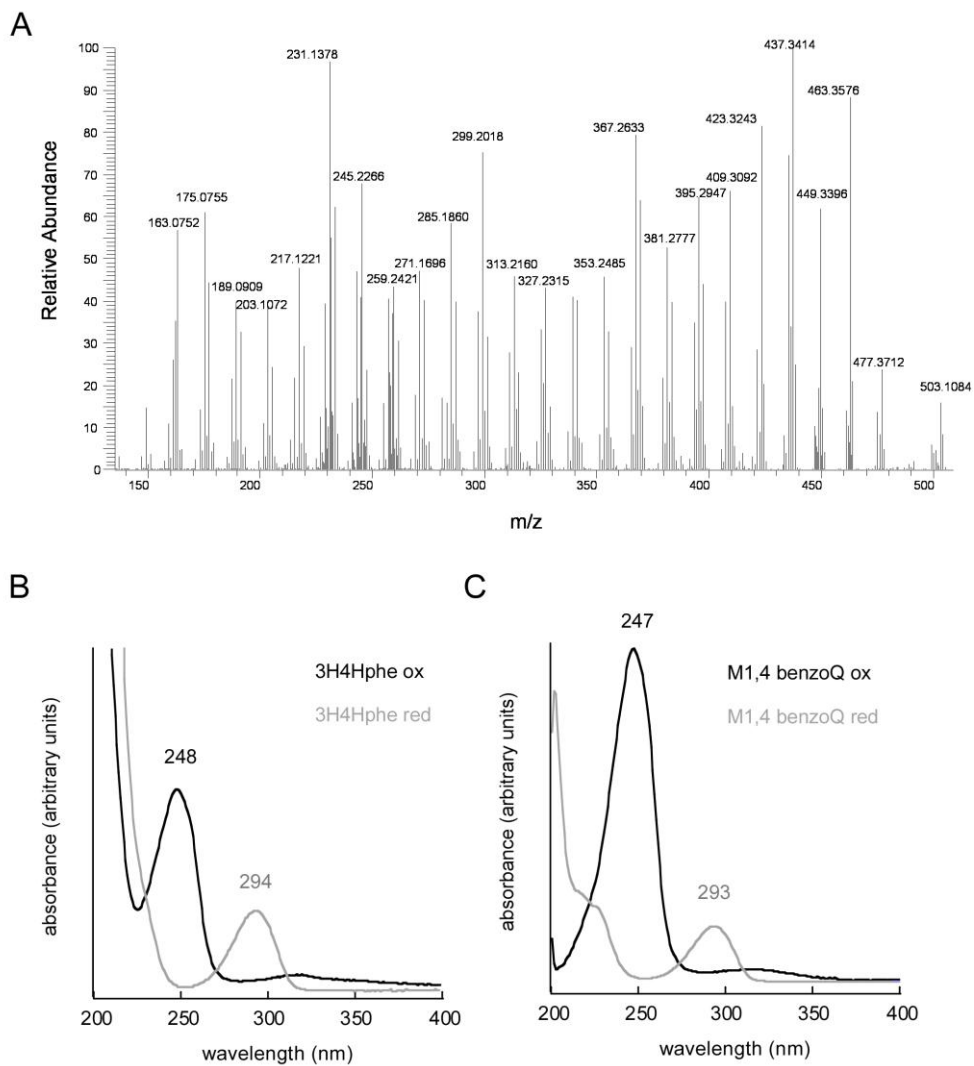 A
Relative Abundance
100
90
80
70
60
50
40
30
20
10
0
163.0752
175.0755
189.0909
203.1072
217.1221
231.1378
245.2266
259.2421
271.1696
285.1860
299.2018
313.2160
327.2315
353.2485
367.2633
381.2777
395.2947
409.3092
423.3243
437.3414
449.3396
463.3576
477.3712
503.1084
150 200 250 300 350 400 450 500
m/z
B
absorbance (arbitrary units)
3H4Hphe ox
3H4Hphe red
248
294
200 250 300 350 400
wavelength (nm)
C
absorbance (arbitrary units)
247
M1,4 benzoQ ox
M1,4 benzoQ red
293
200 250 300 350 400
wavelength (nm)